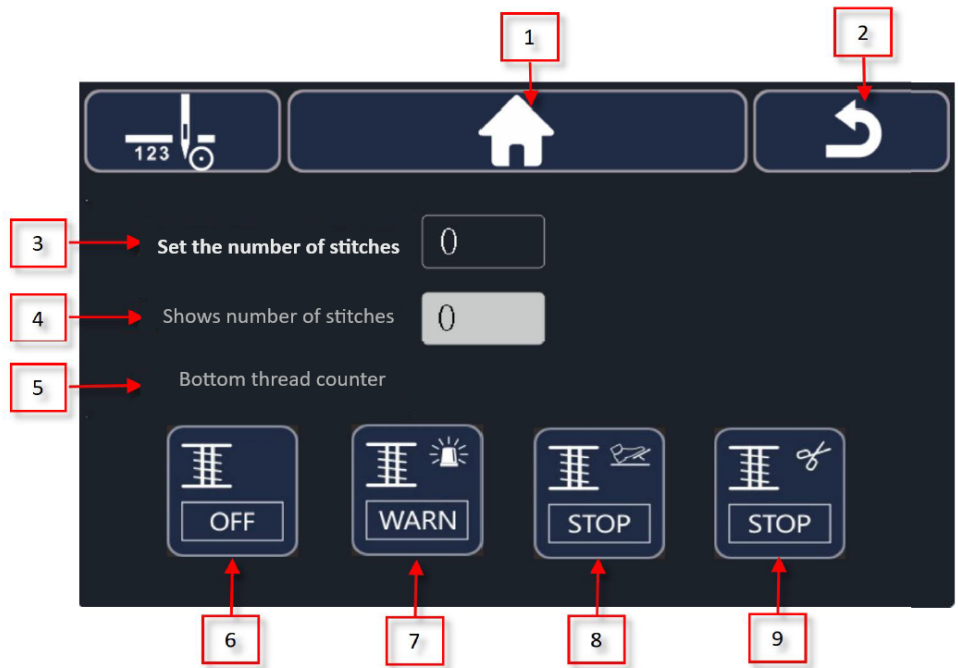 1
2
123
3
Set the number of stitches
0
4
Shows number of stitches
0
5
Bottom thread counter
OFF
WARN
STOP
STOP
6
7
8
9